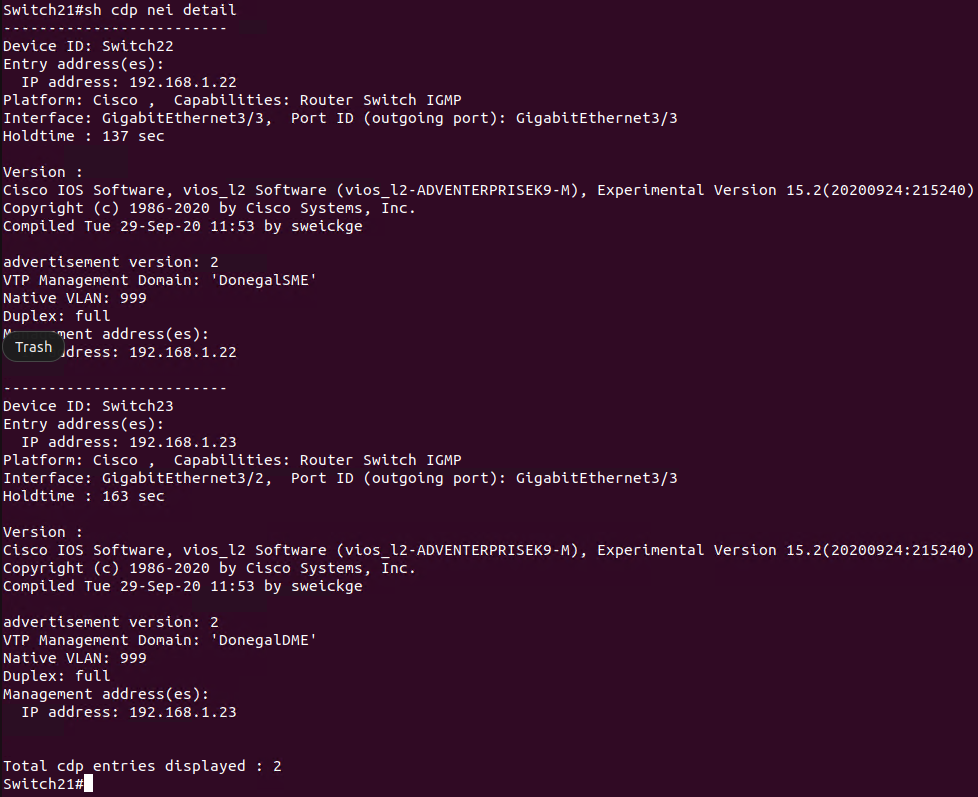 Switch21#sh cdp nei detail
-------------------------
Device ID: Switch22
Entry address(es):
  IP address: 192.168.1.22
Platform: Cisco ,  Capabilities: Router Switch IGMP
Interface: GigabitEthernet3/3,  Port ID (outgoing port): GigabitEthernet3/3
Holdtime : 137 sec

Version :
Cisco IOS Software, vios_l2 Software (vios_l2-ADVENTERPRISEK9-M), Experimental Version 15.2(20200924:215240)
Copyright (c) 1986-2020 by Cisco Systems, Inc.
Compiled Tue 29-Sep-20 11:53 by sweickge

advertisement version: 2
VTP Management Domain: 'DonegalSME'
Native VLAN: 999
Duplex: full
Management address(es):
Trash
dress: 192.168.1.22

-------------------------
Device ID: Switch23
Entry address(es):
  IP address: 192.168.1.23
Platform: Cisco ,  Capabilities: Router Switch IGMP
Interface: GigabitEthernet3/2,  Port ID (outgoing port): GigabitEthernet3/3
Holdtime : 163 sec

Version :
Cisco IOS Software, vios_l2 Software (vios_l2-ADVENTERPRISEK9-M), Experimental Version 15.2(20200924:215240)
Copyright (c) 1986-2020 by Cisco Systems, Inc.
Compiled Tue 29-Sep-20 11:53 by sweickge

advertisement version: 2
VTP Management Domain: 'DonegalDME'
Native VLAN: 999
Duplex: full
Management address(es):
  IP address: 192.168.1.23


Total cdp entries displayed : 2
Switch21#